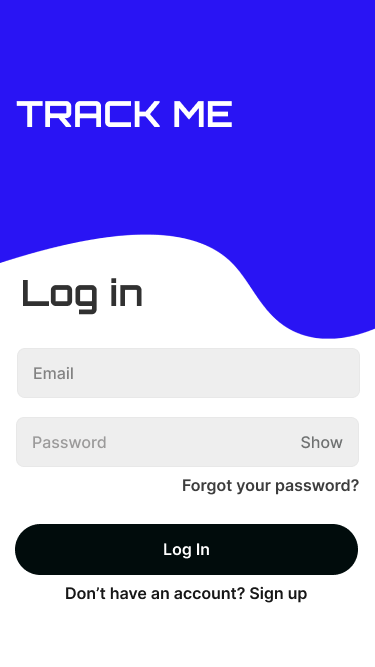 TRACK ME
Log in
Email
Password Show
Forgot your password?
Log In
Don’t have an account? Sign up